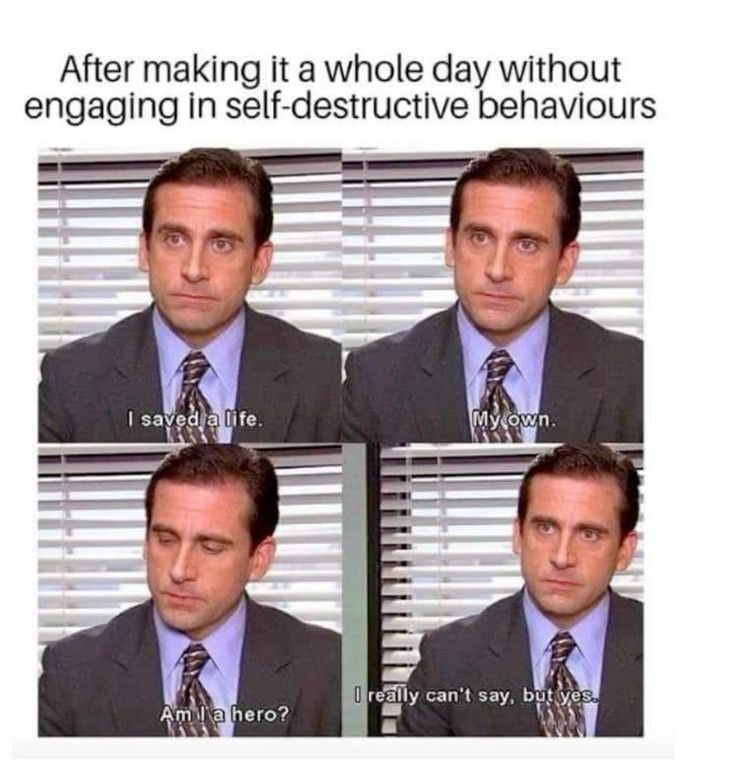 After making it a whole day without
engaging in self-destructive behaviours
I saved a life.
My own.
Am I a hero?
I really can't say, but yes.